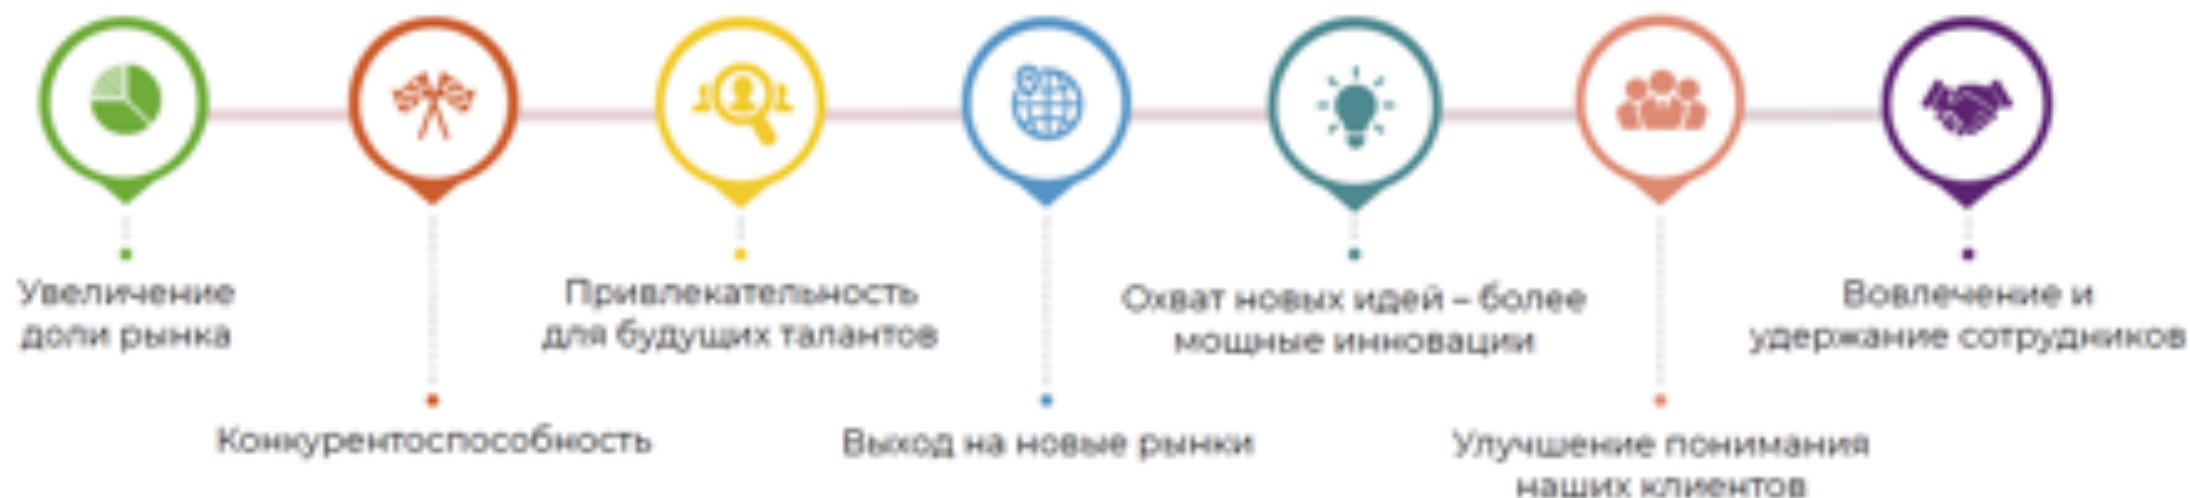 Увеличение
доли рынка
Конкурентоспособность
Привлекательность
для будущих талантов
Выход на новые рынки
Охват новых идей – более
мощные инновации
Улучшение понимания
наших клиентов
Вовлечение и
удержание сотрудников